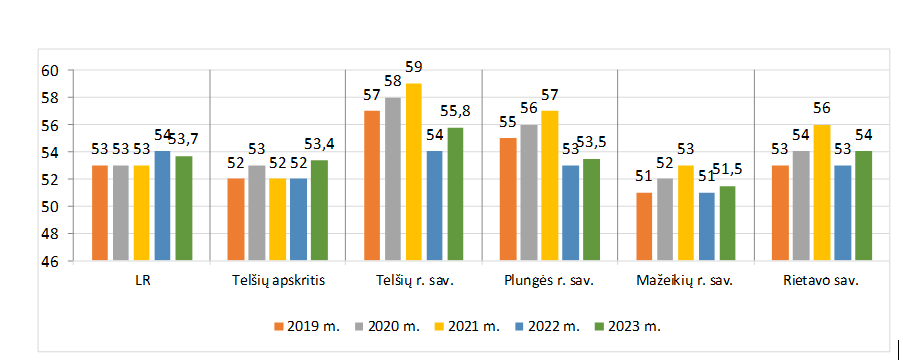 60
58
56
54
52
50
48
46
53 53 53 54 53,7
52 53 52 52 53,4
57 58 59 54 55,8
55 56 57 53 53,5
51 52 53 51 51,5
53 54 56 53 54
LR Telšių apskritis Telšių r. sav. Plungės r. sav. Mažeikių r. sav. Rietavo sav.
2019 m. 2020 m. 2021 m. 2022 m. 2023 m.